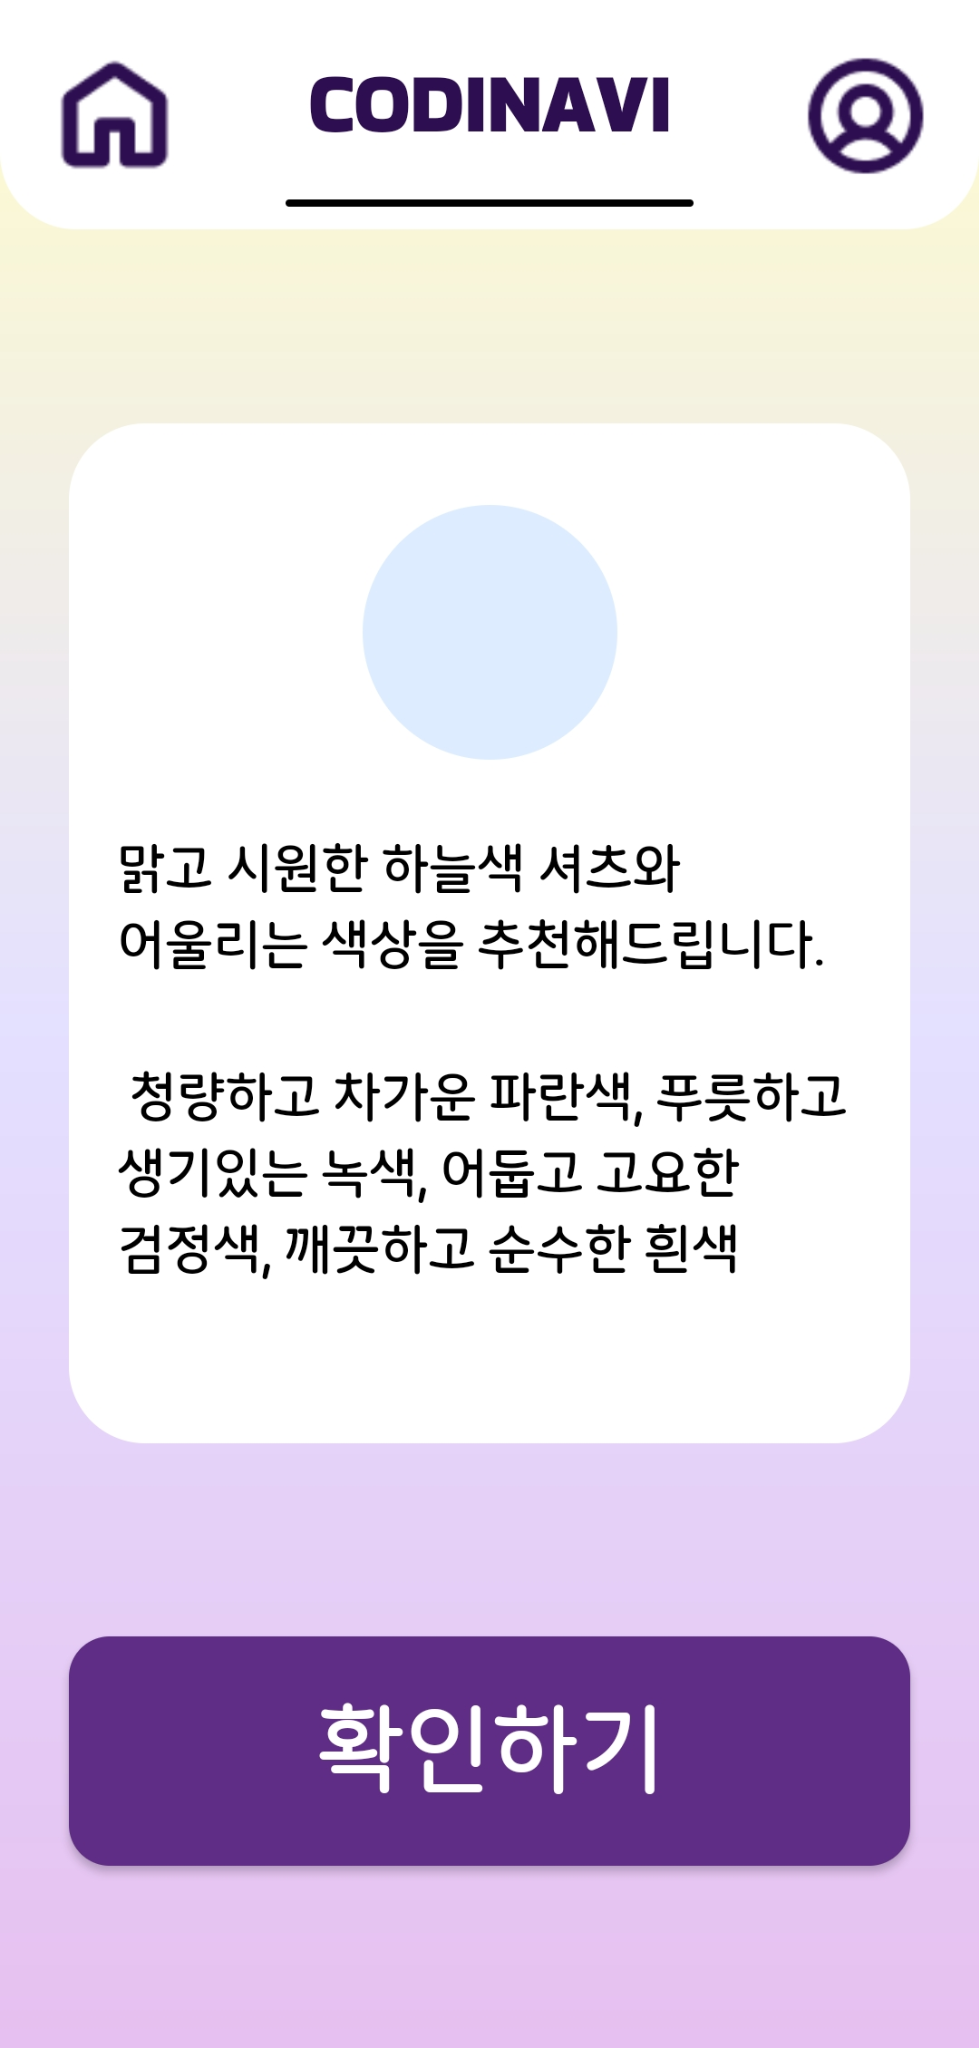 CODINAVI
맑고 시원한 하늘색 셔츠와
어울리는 색상을 추천해드립니다.
청량하고 차가운 파란색, 푸릇하고
생기있는 녹색, 어둡고 고요한
검정색, 깨끗하고 순수한 흰색
확인하기